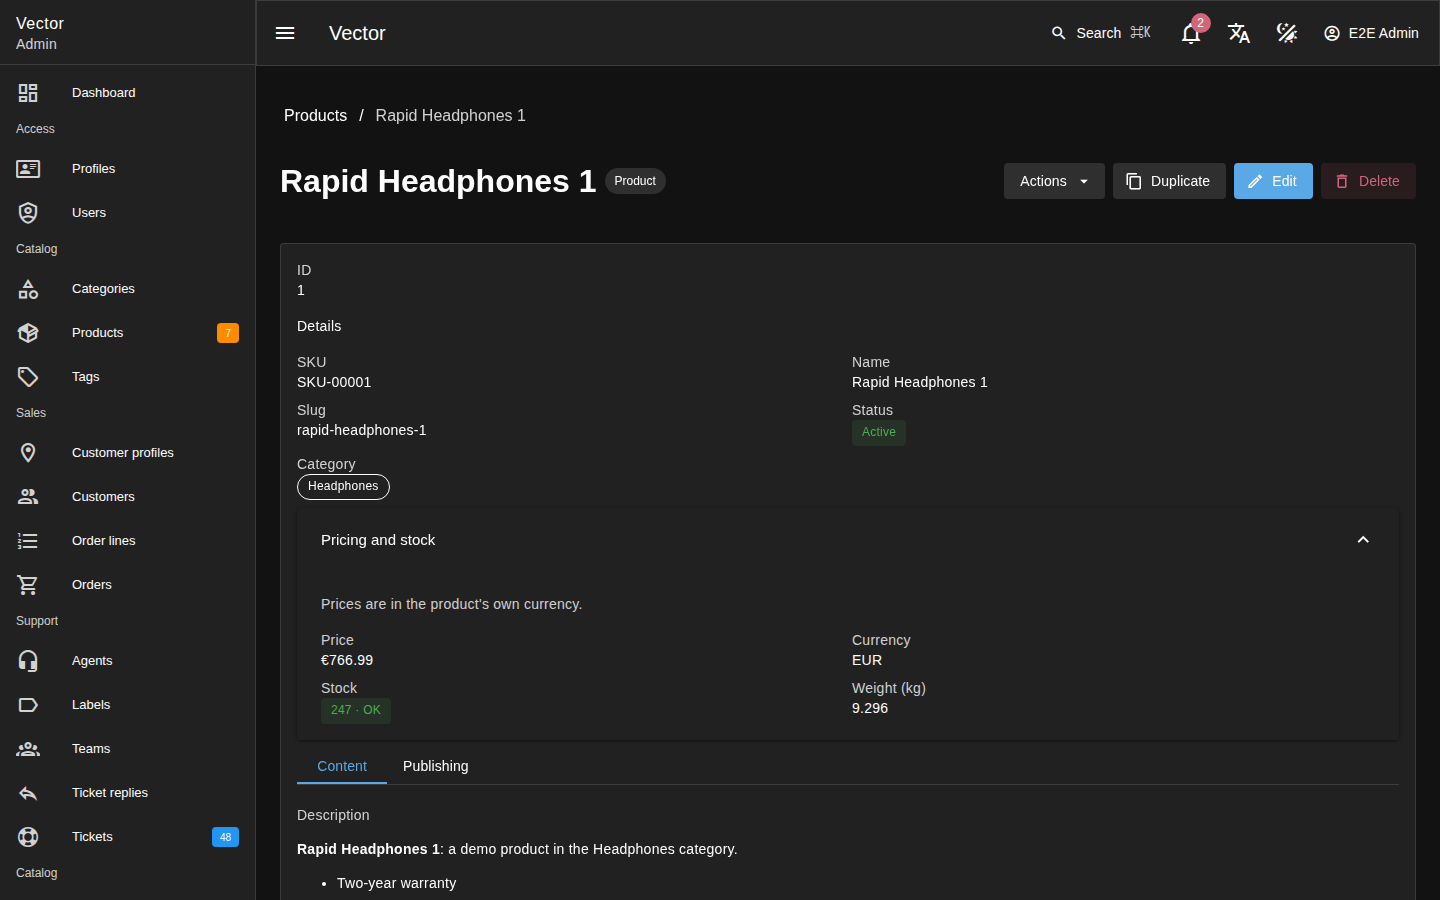 Vector
Admin
Dashboard
Access
Profiles
Users
Catalog
Categories
Products 7
Tags
Sales
Customer profiles
Customers
Order lines
Orders
Support
Agents
Labels
Teams
Ticket replies
Tickets 48
Catalog
Vector
Search ⌘K
2
E2E Admin
Products / Rapid Headphones 1
Rapid Headphones 1 Product
Actions Duplicate Edit Delete
ID
1
Details
SKU
SKU-00001
Name
Rapid Headphones 1
Slug
rapid-headphones-1
Status
Active
Category
Headphones
Pricing and stock
Prices are in the product's own currency.
Price
€766.99
Currency
EUR
Stock
247 · OK
Weight (kg)
9.296
Content Publishing
Description
Rapid Headphones 1: a demo product in the Headphones category.
• Two-year warranty